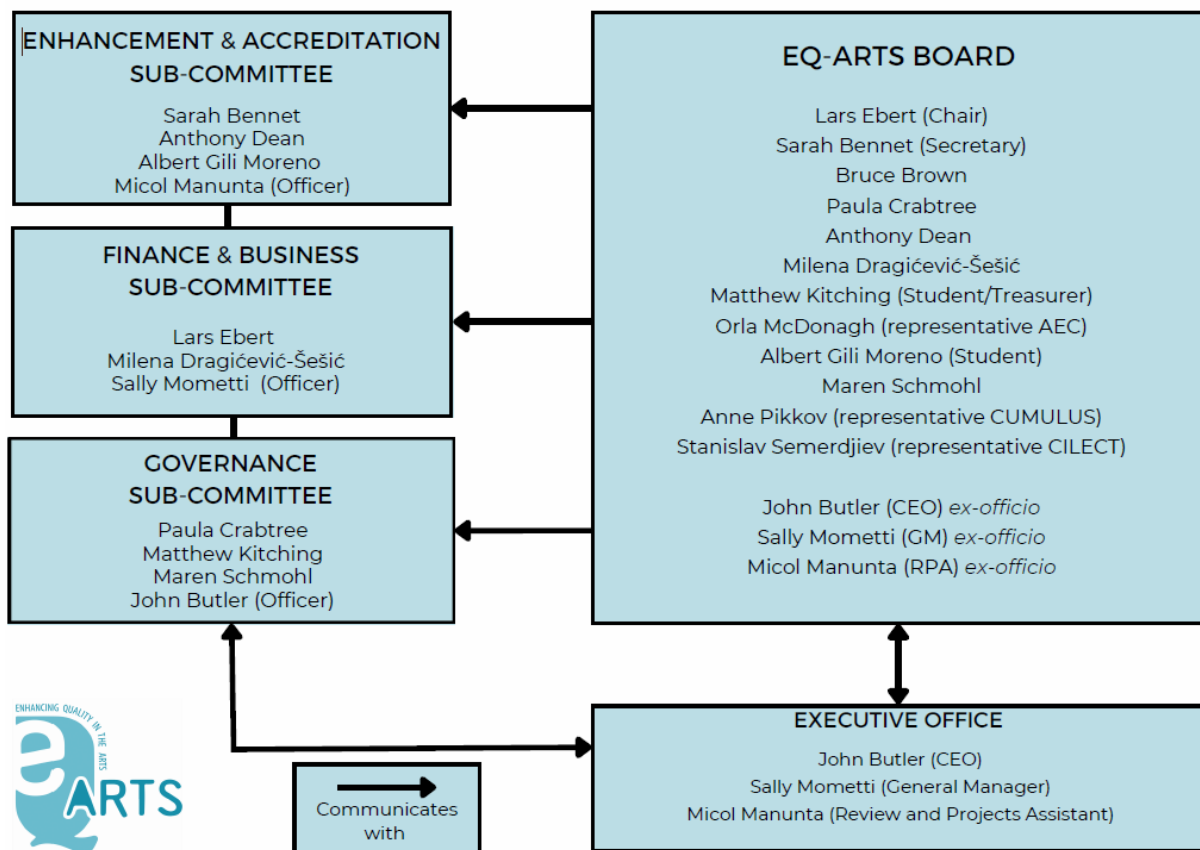 ENHANCEMENT & ACCREDITATION
SUB-COMMITTEE
Sarah Bennet
Anthony Dean
Albert Gili Moreno
Micol Manunta (Officer)
FINANCE & BUSINESS
SUB-COMMITTEE
Lars Ebert
Milena Dragićević-Šešić
Sally Mometti (Officer)
GOVERNANCE
SUB-COMMITTEE
Paula Crabtree
Matthew Kitching
Maren Schmohl
John Butler (Officer)
EQ-ARTS BOARD
Lars Ebert (Chair)
Sarah Bennet (Secretary)
Bruce Brown
Paula Crabtree
Anthony Dean
Milena Dragićević-Šešić
Matthew Kitching (Student/Treasurer)
Orla McDonagh (representative AEC)
Albert Gili Moreno (Student)
Maren Schmohl
Anne Pikkov (representative CUMULUS)
Stanislav Semerdjiev (representative CILECT)
John Butler (CEO) ex-officio
Sally Mometti (GM) ex-officio
Micol Manunta (RPA) ex-officio
EXECUTIVE OFFICE
John Butler (CEO)
Sally Mometti (General Manager)
Micol Manunta (Review and Projects Assistant)
Communicates
with
ENHANCING QUALITY IN THE ARTS
eQ ARTS